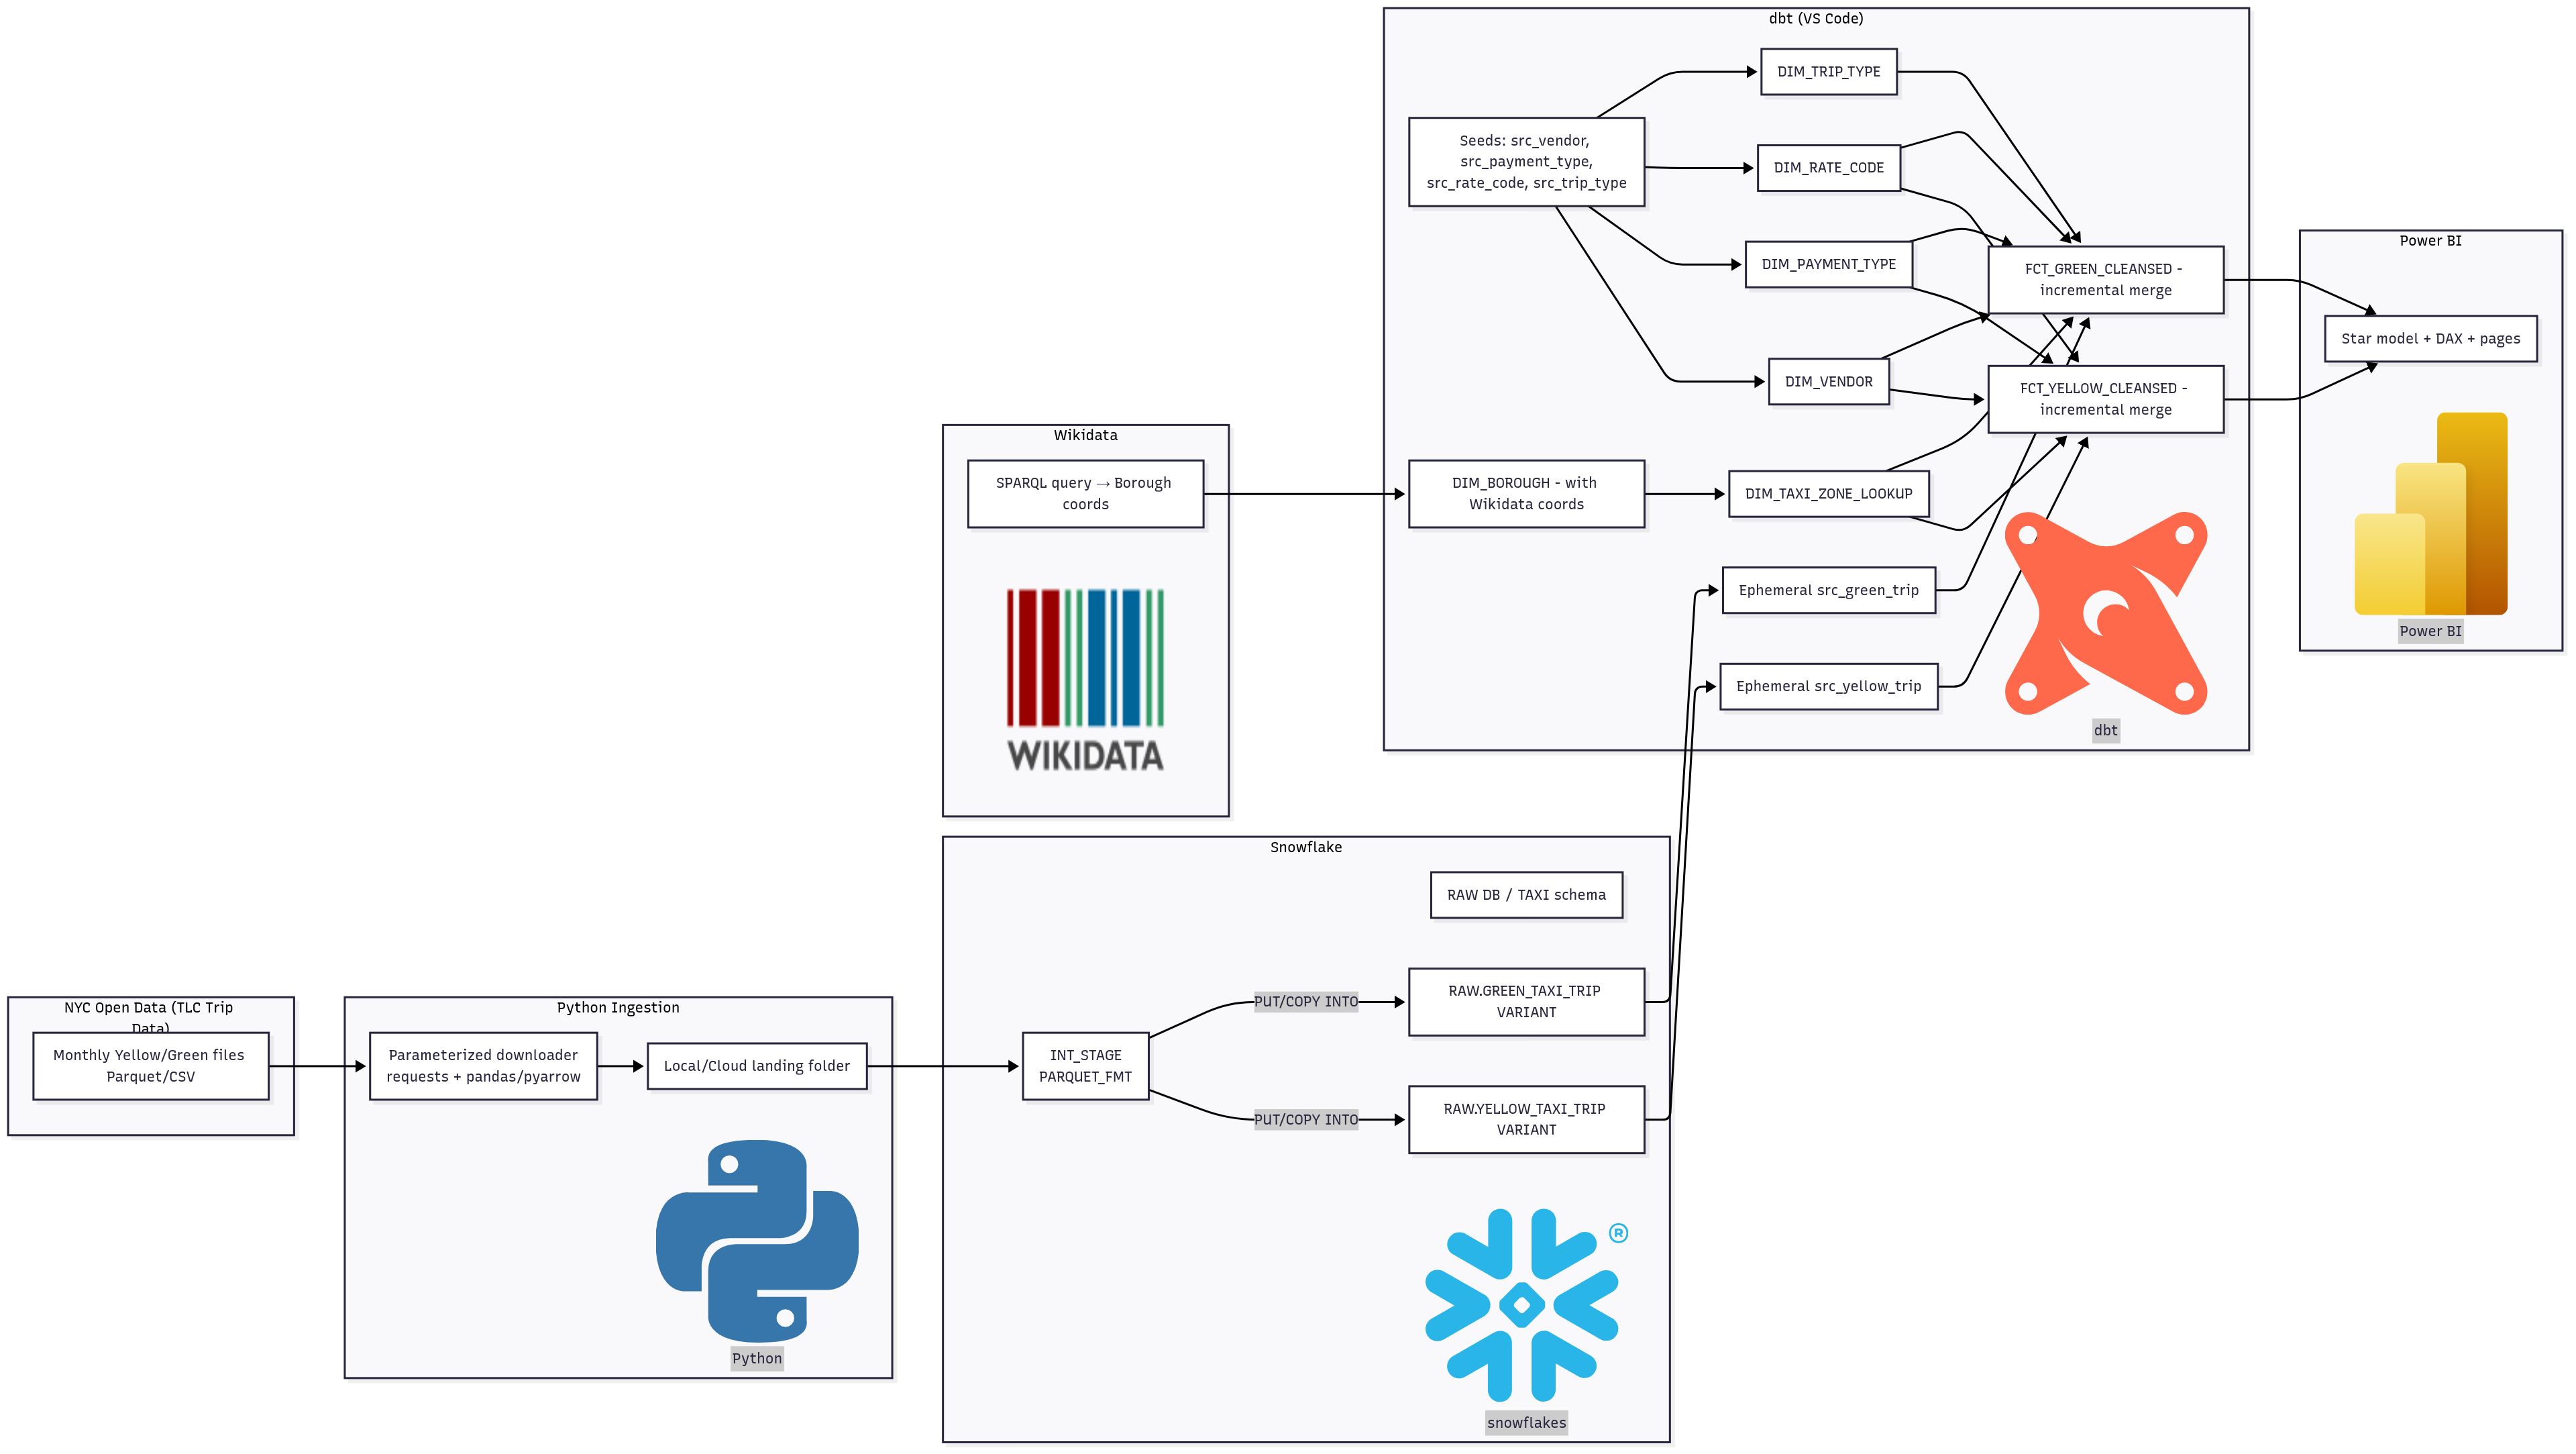 dbt (VS Code)
DIM_TRIP_TYPE
Seeds: src_vendor,
src_payment_type,
src_rate_code, src_trip_type
DIM_RATE_CODE
DIM_PAYMENT_TYPE
DIM_VENDOR
FCT_GREEN_CLEANSED -
incremental merge
FCT_YELLOW_CLEANSED -
incremental merge
DIM_BOROUGH - with
Wikidata coords
DIM_TAXI_ZONE_LOOKUP
Ephemeral src_green_trip
Ephemeral src_yellow_trip
dbt
Power BI
Star model + DAX + pages
Power BI
Wikidata
SPARQL query → Borough
coords
WIKIDATA
Snowflake
RAW DB / TAXI schema
INT_STAGE
PARQUET_FMT
PUT/COPY INTO
RAW.GREEN_TAXI_TRIP
VARIANT
PUT/COPY INTO
RAW.YELLOW_TAXI_TRIP
VARIANT
®
snowflakes
NYC Open Data (TLC Trip
Data)
Monthly Yellow/Green files
Parquet/CSV
Python Ingestion
Parameterized downloader
requests + pandas/pyarrow
Local/Cloud landing folder
Python